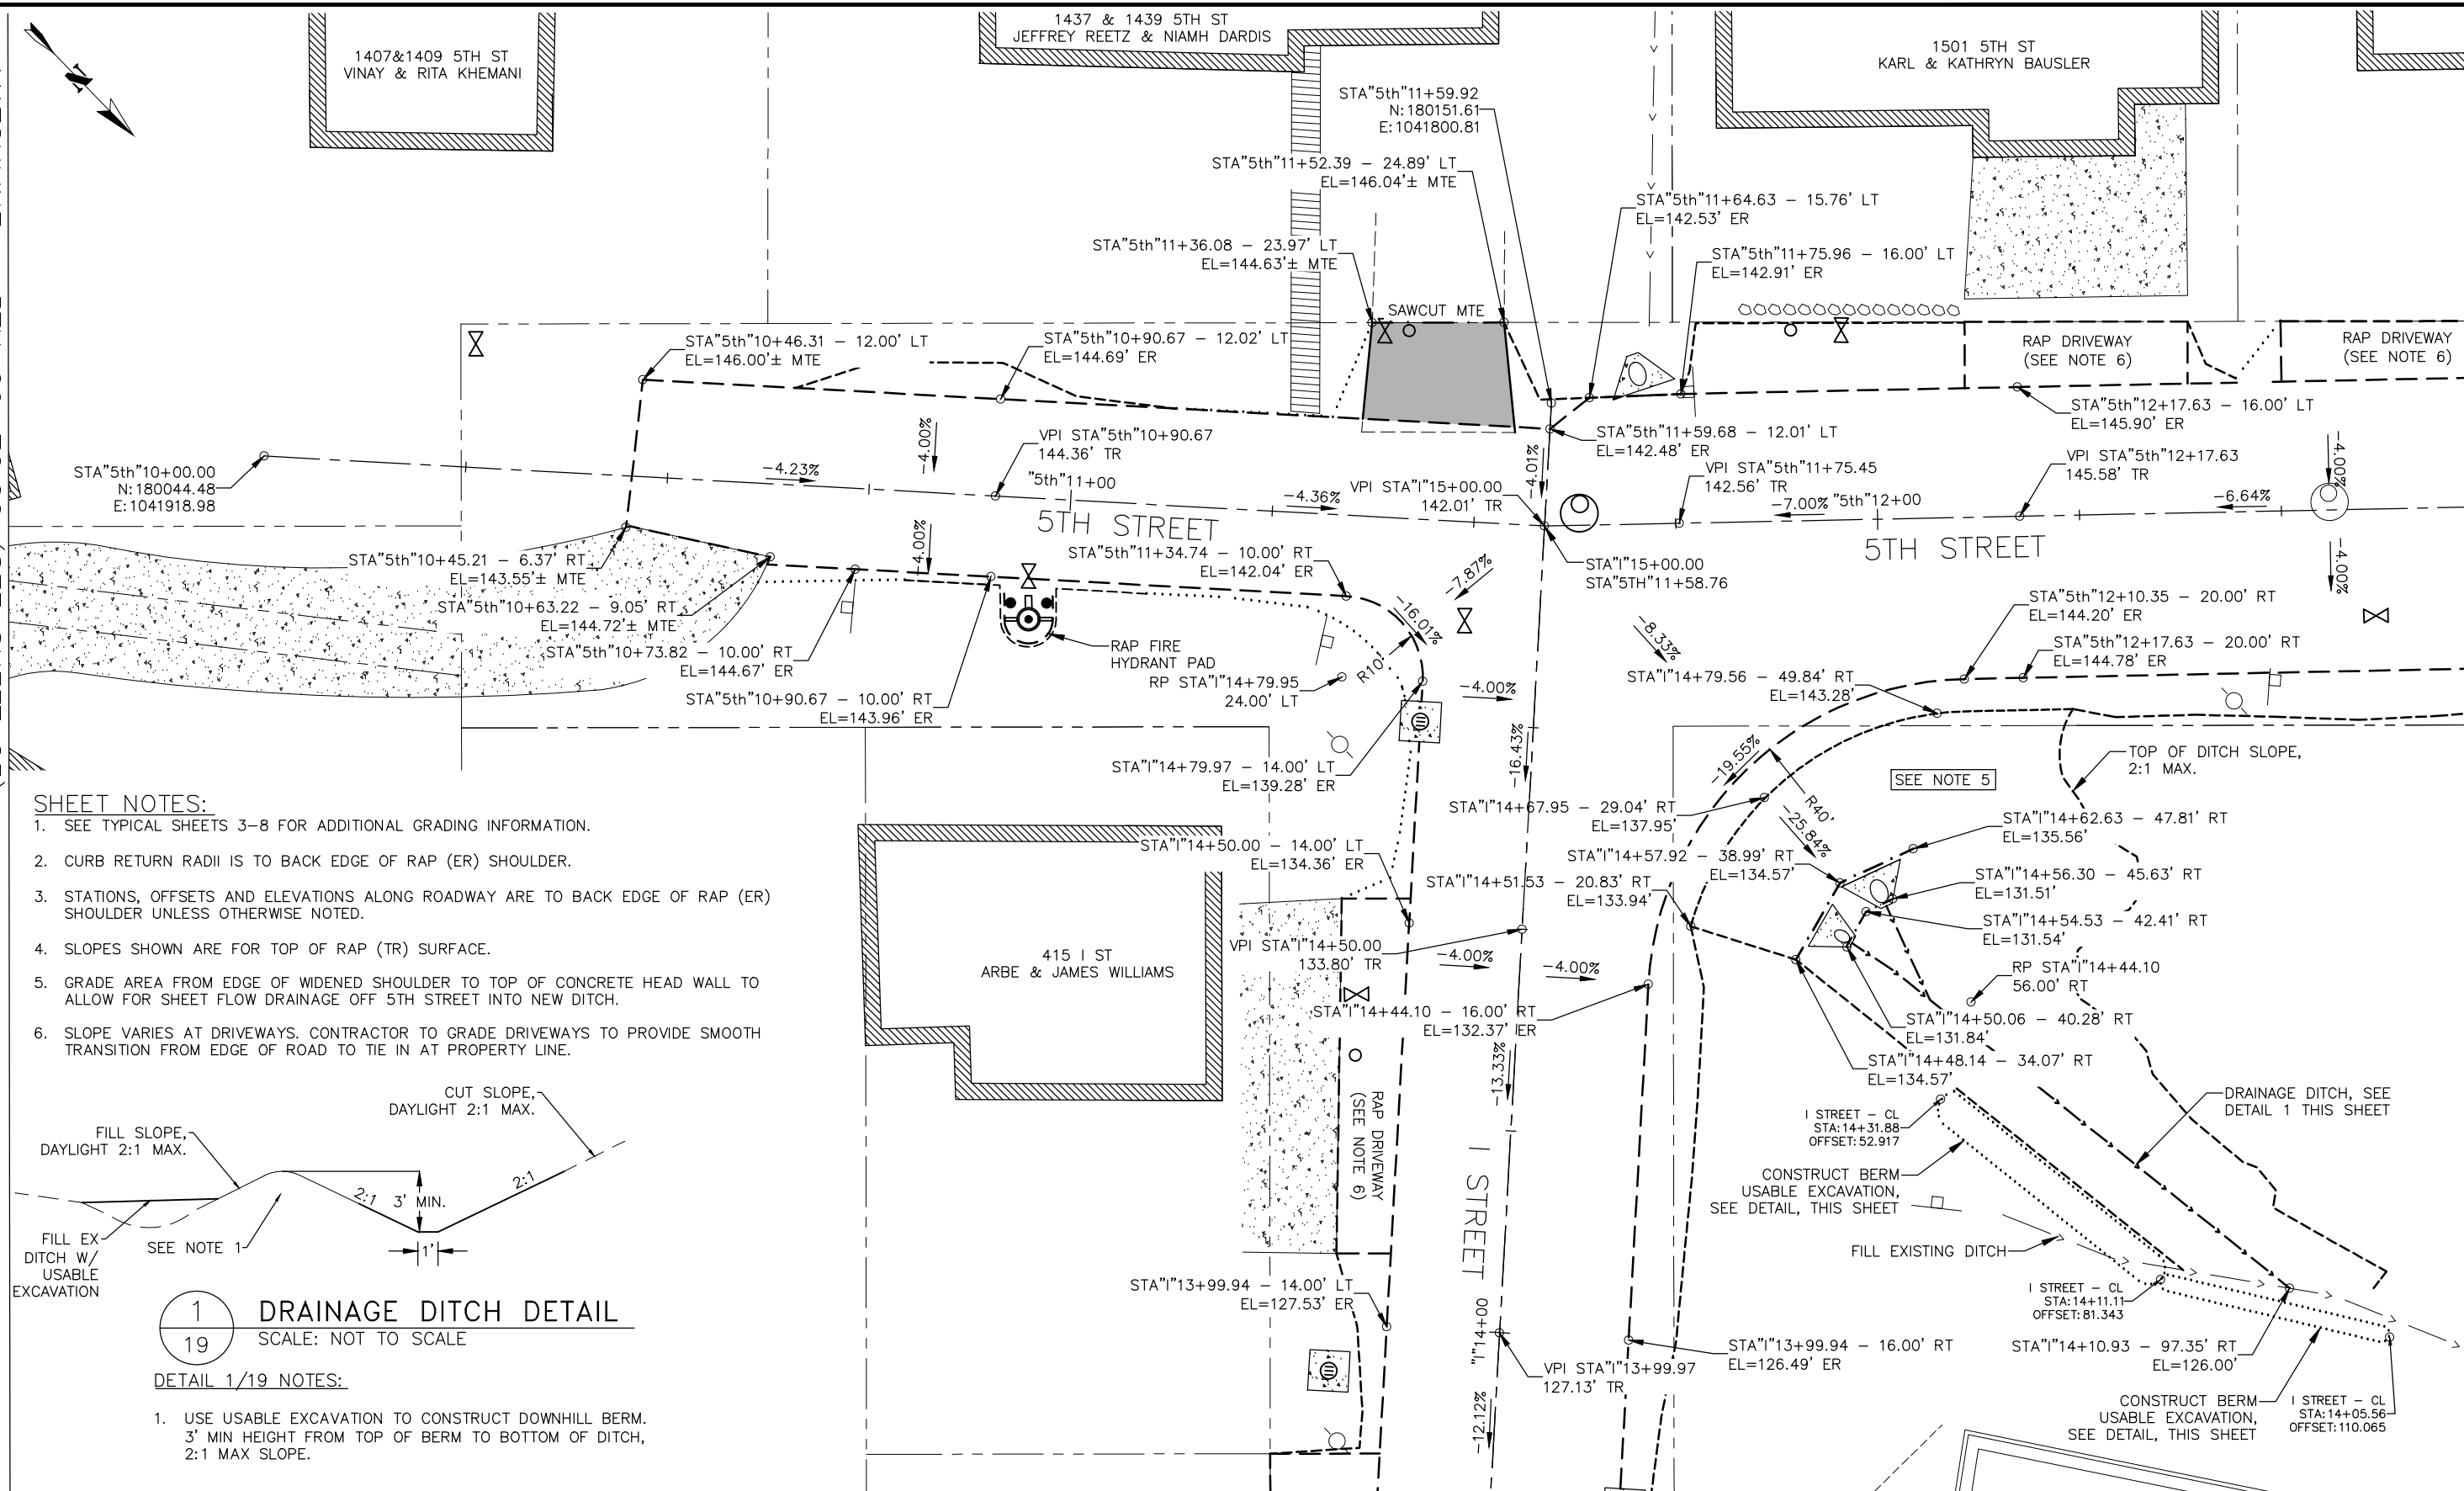 1407&1409 5TH ST
VINAY & RITA KHEMANI
1437 & 1439 5TH ST
JEFFREY REETZ & NIAMH DARDIS
1501 5TH ST
KARL & KATHRYN BAUSLER
N
STA"5th"11+59.92
N:180151.61
E:1041800.81
STA"5th"11+52.39 – 24.89' LT
EL=146.04'± MTE
STA"5th"11+64.63 – 15.76' LT
EL=142.53' ER
STA"5th"11+36.08 – 23.97' LT
EL=144.63'± MTE
STA"5th"11+75.96 – 16.00' LT
EL=142.91' ER
SAWCUT MTE
STA"5th"10+46.31 – 12.00' LT
EL=146.00'± MTE
STA"5th"10+90.67 – 12.02' LT
EL=144.69' ER
RAP DRIVEWAY
(SEE NOTE 6)
RAP DRIVEWAY
(SEE NOTE 6)
STA"5th"12+17.63 – 16.00' LT
EL=145.90' ER
STA"5th"11+59.68 – 12.01' LT
EL=142.48' ER
STA"5th"10+00.00
N:180044.48
E:1041918.98
–4.23%
–4.00%
VPI STA"5th"10+90.67
144.36' TR
"5th"11+00
–4.36%
–4.01%
VPI STA"I"15+00.00
142.01' TR
VPI STA"5th"11+75.45
142.56' TR
–7.00%
"5th"12+00
VPI STA"5th"12+17.63
145.58' TR
–6.64%
–4.00%
5TH STREET
5TH STREET
–4.00%
–4.00%
STA"5th"10+45.21 – 6.37' RT
EL=143.55'± MTE
STA"5th"11+34.74 – 10.00' RT
EL=142.04' ER
STA"I"15+00.00
STA"5TH"11+58.76
–7.87%
–16.01%
–8.33%
STA"5th"10+63.22 – 9.05' RT
EL=144.72'± MTE
STA"5th"10+73.82 – 10.00' RT
EL=144.67' ER
STA"5th"10+90.67 – 10.00' RT
EL=143.96' ER
RAP FIRE
HYDRANT PAD
RP STA"I"14+79.95
24.00' LT
R10'
–4.00%
–16.43%
STA"5th"12+10.35 – 20.00' RT
EL=144.20' ER
STA"5th"12+17.63 – 20.00' RT
EL=144.78' ER
STA"I"14+79.56 – 49.84' RT
EL=143.28'
STA"I"14+79.97 – 14.00' LT
EL=139.28' ER
–19.55%
R40'
–25.84%
SEE NOTE 5
TOP OF DITCH SLOPE,
2:1 MAX.
STA"I"14+67.95 – 29.04' RT
EL=137.95'
STA"I"14+62.63 – 47.81' RT
EL=135.56'
STA"I"14+50.00 – 14.00' LT
EL=134.36' ER
STA"I"14+57.92 – 38.99' RT
EL=134.57'
STA"I"14+56.30 – 45.63' RT
EL=131.51'
STA"I"14+51.53 – 20.83' RT
EL=133.94'
STA"I"14+54.53 – 42.41' RT
EL=131.54'
VPI STA"I"14+50.00
133.80' TR
–4.00%
–4.00%
RP STA"I"14+44.10
56.00' RT
STA"I"14+44.10 – 16.00' RT
EL=132.37' ER
STA"I"14+50.06 – 40.28' RT
EL=131.84'
STA"I"14+48.14 – 34.07' RT
EL=134.57'
415 I ST
ARBE & JAMES WILLIAMS
–13.33%
RAP DRIVEWAY
(SEE NOTE 6)
I STREET
"I"14+00
–12.12%
I STREET – CL
STA:14+31.88
OFFSET:52.917
DRAINAGE DITCH, SEE
DETAIL 1 THIS SHEET
CONSTRUCT BERM
USABLE EXCAVATION,
SEE DETAIL, THIS SHEET
FILL EXISTING DITCH
I STREET – CL
STA:14+11.11
OFFSET:81.343
STA"I"13+99.94 – 14.00' LT
EL=127.53' ER
STA"I"13+99.94 – 16.00' RT
EL=126.49' ER
VPI STA"I"13+99.97
127.13' TR
STA"I"14+10.93 – 97.35' RT
EL=126.00'
CONSTRUCT BERM
USABLE EXCAVATION,
SEE DETAIL, THIS SHEET
I STREET – CL
STA:14+05.56
OFFSET:110.065
SHEET NOTES:
1. SEE TYPICAL SHEETS 3–8 FOR ADDITIONAL GRADING INFORMATION.
2. CURB RETURN RADII IS TO BACK EDGE OF RAP (ER) SHOULDER.
3. STATIONS, OFFSETS AND ELEVATIONS ALONG ROADWAY ARE TO BACK EDGE OF RAP (ER)
SHOULDER UNLESS OTHERWISE NOTED.
4. SLOPES SHOWN ARE FOR TOP OF RAP (TR) SURFACE.
5. GRADE AREA FROM EDGE OF WIDENED SHOULDER TO TOP OF CONCRETE HEAD WALL TO
ALLOW FOR SHEET FLOW DRAINAGE OFF 5TH STREET INTO NEW DITCH.
6. SLOPE VARIES AT DRIVEWAYS. CONTRACTOR TO GRADE DRIVEWAYS TO PROVIDE SMOOTH
TRANSITION FROM EDGE OF ROAD TO TIE IN AT PROPERTY LINE.
CUT SLOPE,
DAYLIGHT 2:1 MAX.
FILL SLOPE,
DAYLIGHT 2:1 MAX.
2:1
3' MIN.
2:1
1'
FILL EX
DITCH W/
USABLE
EXCAVATION
SEE NOTE 1
1
19
DRAINAGE DITCH DETAIL
SCALE: NOT TO SCALE
DETAIL 1/19 NOTES:
1. USE USABLE EXCAVATION TO CONSTRUCT DOWNHILL BERM.
3' MIN HEIGHT FROM TOP OF BERM TO BOTTOM OF DITCH,
2:1 MAX SLOPE.